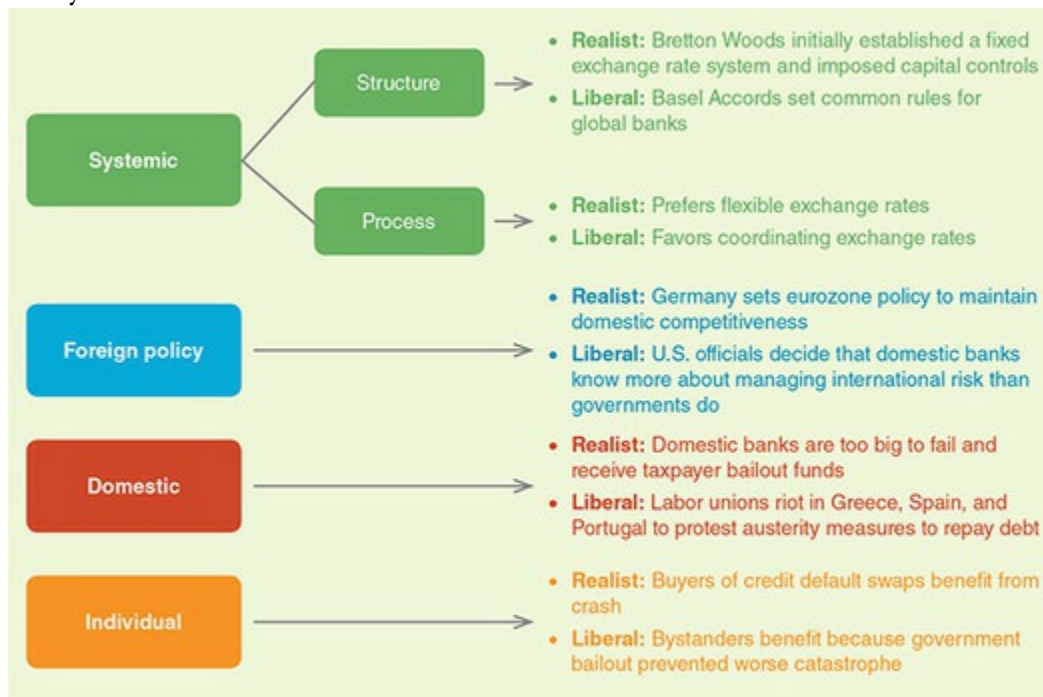 Structure
• Realist: Bretton Woods initially established a fixed
exchange rate system and imposed capital controls
• Liberal: Basel Accords set common rules for
global banks
Systemic
Process
• Realist: Prefers flexible exchange rates
• Liberal: Favors coordinating exchange rates
Foreign policy
• Realist: Germany sets eurozone policy to maintain
domestic competitiveness
• Liberal: U.S. officials decide that domestic banks
know more about managing international risk than
governments do
Domestic
• Realist: Domestic banks are too big to fail and
receive taxpayer bailout funds
• Liberal: Labor unions riot in Greece, Spain, and
Portugal to protest austerity measures to repay debt
Individual
• Realist: Buyers of credit default swaps benefit from
crash
• Liberal: Bystanders benefit because government
bailout prevented worse catastrophe